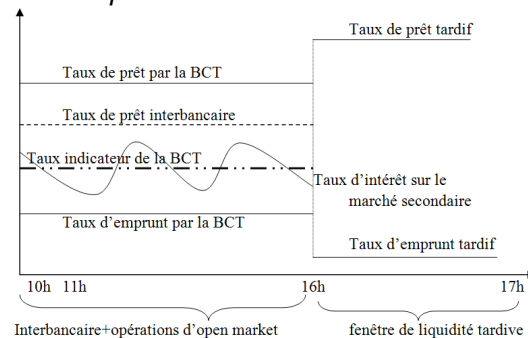 Taux de prêt tardif
Taux de prêt par la BCT
Taux de prêt interbancaire
Taux indicateur de la BCT
Taux d'intérêt sur le
marché secondaire
Taux d'emprunt par la BCT
Taux d'emprunt tardif
10h 11h 16h 17h
Interbancaire+opérations d'open market fenêtre de liquidité tardive